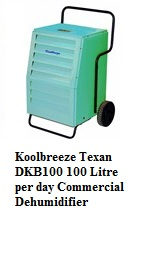 Koolbreeze Texan
DKB100 100 Litre
per day Commercial
Dehumidifier